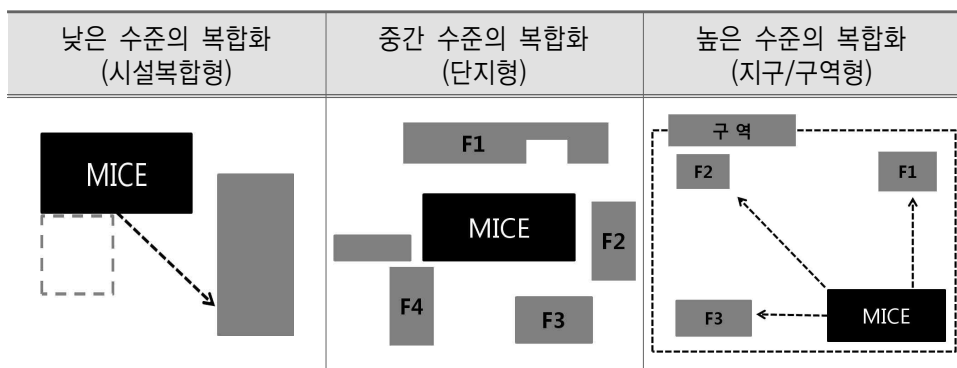 낮은 수준의 복합화
(시설복합형)
중간 수준의 복합화
(단지형)
높은 수준의 복합화
(지구/구역형)
MICE
F1
MICE
F2
F4
F3
구 역
F2
F1
F3
MICE